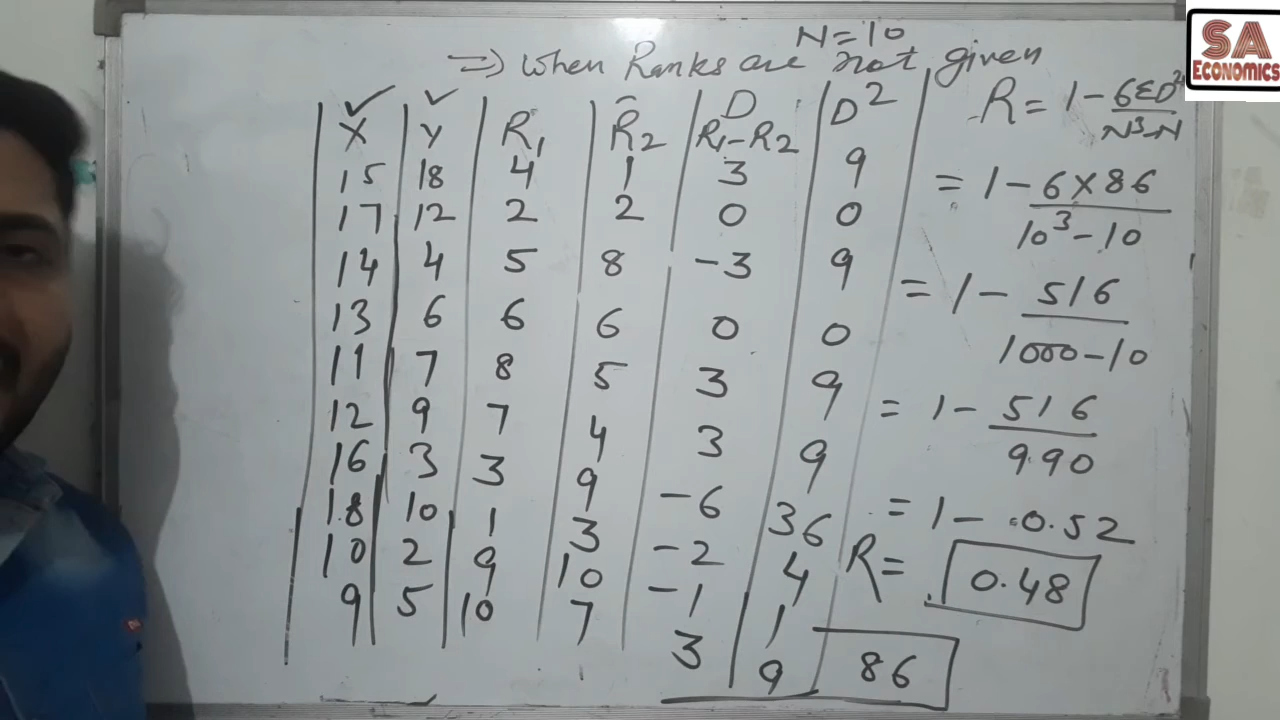 SA
ECONOMICS
N=10
=> When Ranks are not given
X Y R₁ R₂ D R₁-R₂ D²
15 18 4 1 3 9
17 12 2 2 0 0
14 4 5 8 -3 9
13 6 6 6 0 0
11 7 8 5 3 9
12 9 7 4 3 9
16 3 3 9 -6 36
18 10 1 3 -2 4
10 2 9 10 -1 1
9 5 10 7 3 9
86
R= 1-6ΣD²/N³-N
= 1-6×86/10³-10
= 1-516/1000-10
= 1-516/990
= 1-0.52
R= 0.48